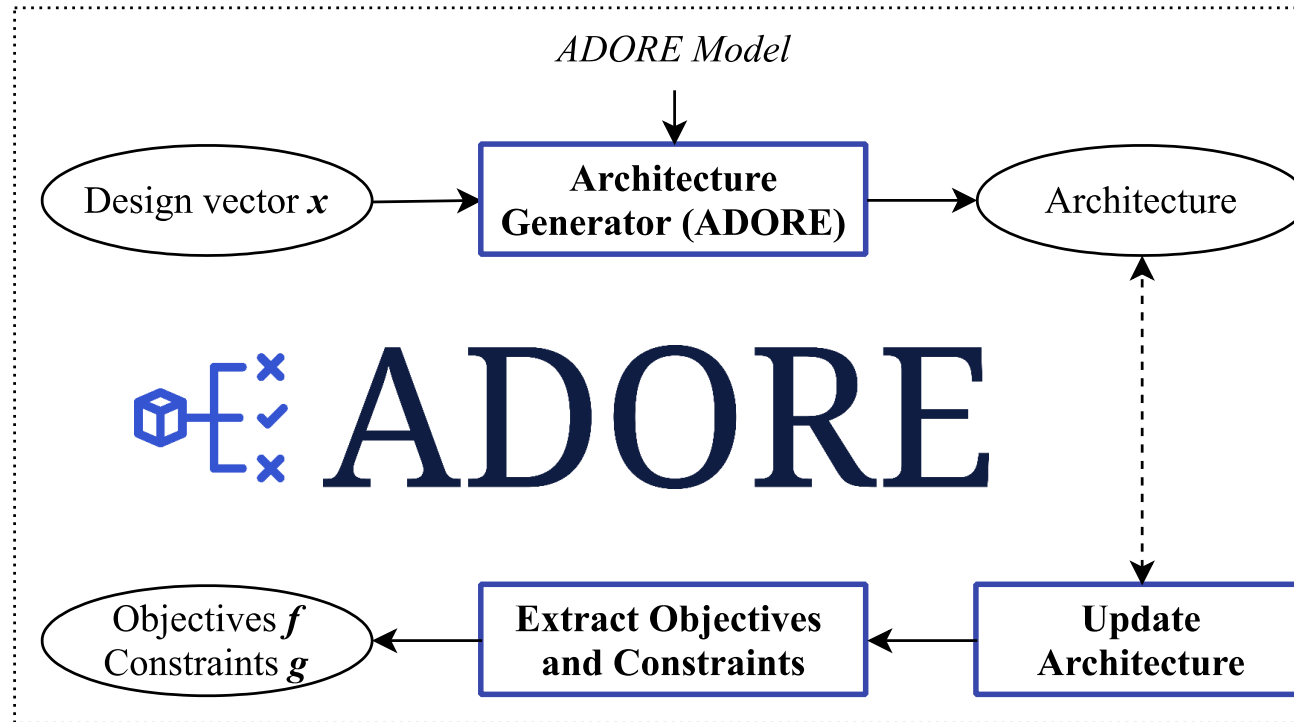 ADORE Model
Design vector x
Architecture
Generator (ADORE)
Architecture
ADORE
Objectives f
Constraints g
Extract Objectives
and Constraints
Update
Architecture